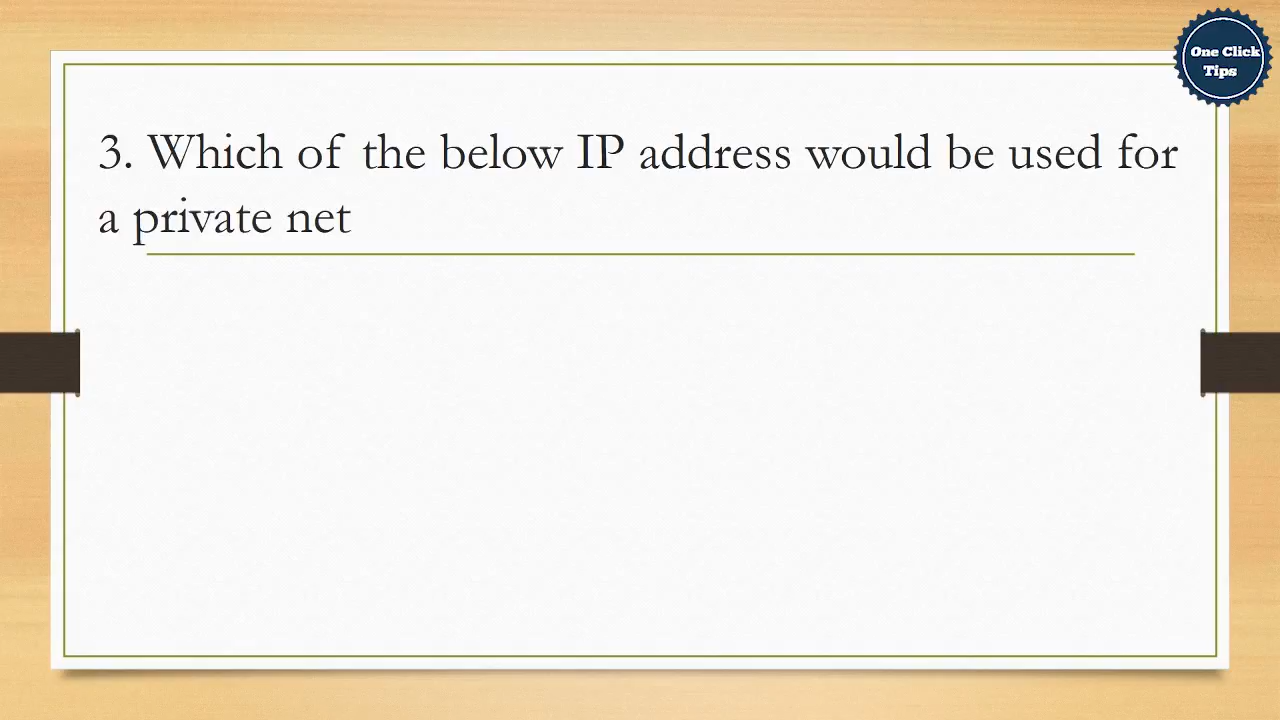 One Click
Tips
3. Which of the below IP address would be used for
a private net